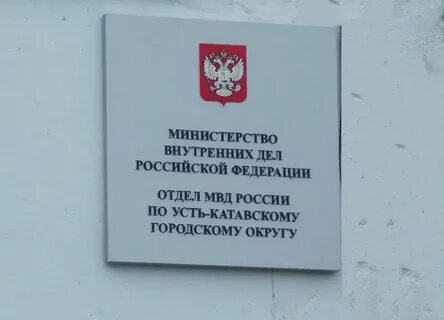 МИНИСТЕРСТВО
ВНУТРЕННИХ ДЕЛ
РОССИЙСКОЙ ФЕДЕРАЦИИ
ОТДЕЛ МВД РОССИИ
ПО УСТЬ-КАТАВСКОМУ
ГОРОДСКОМУ ОКРУГУ